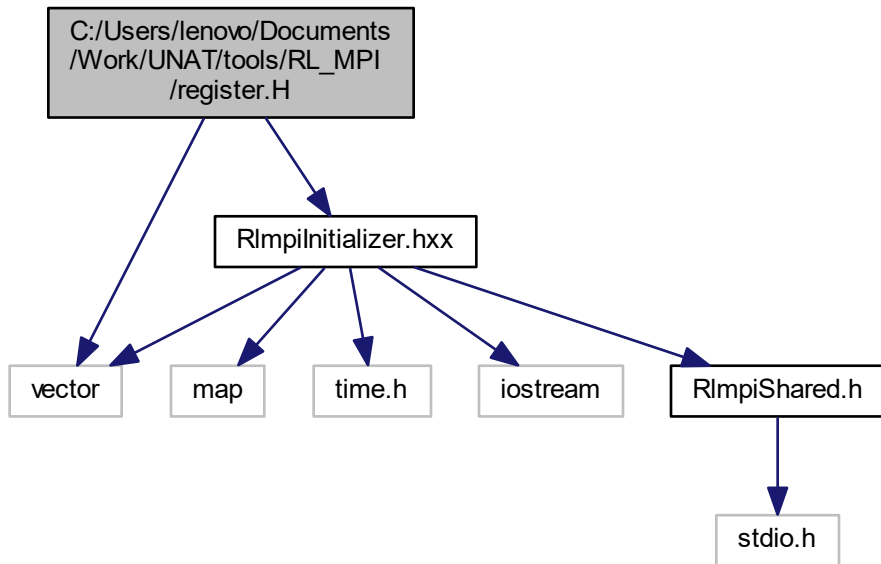 C:/Users/lenovo/Documents
/Work/UNAT/tools/RL_MPI
/register.H
RlmpiInitializer.hxx
vector
map
time.h
iostream
RlmpiShared.h
stdio.h